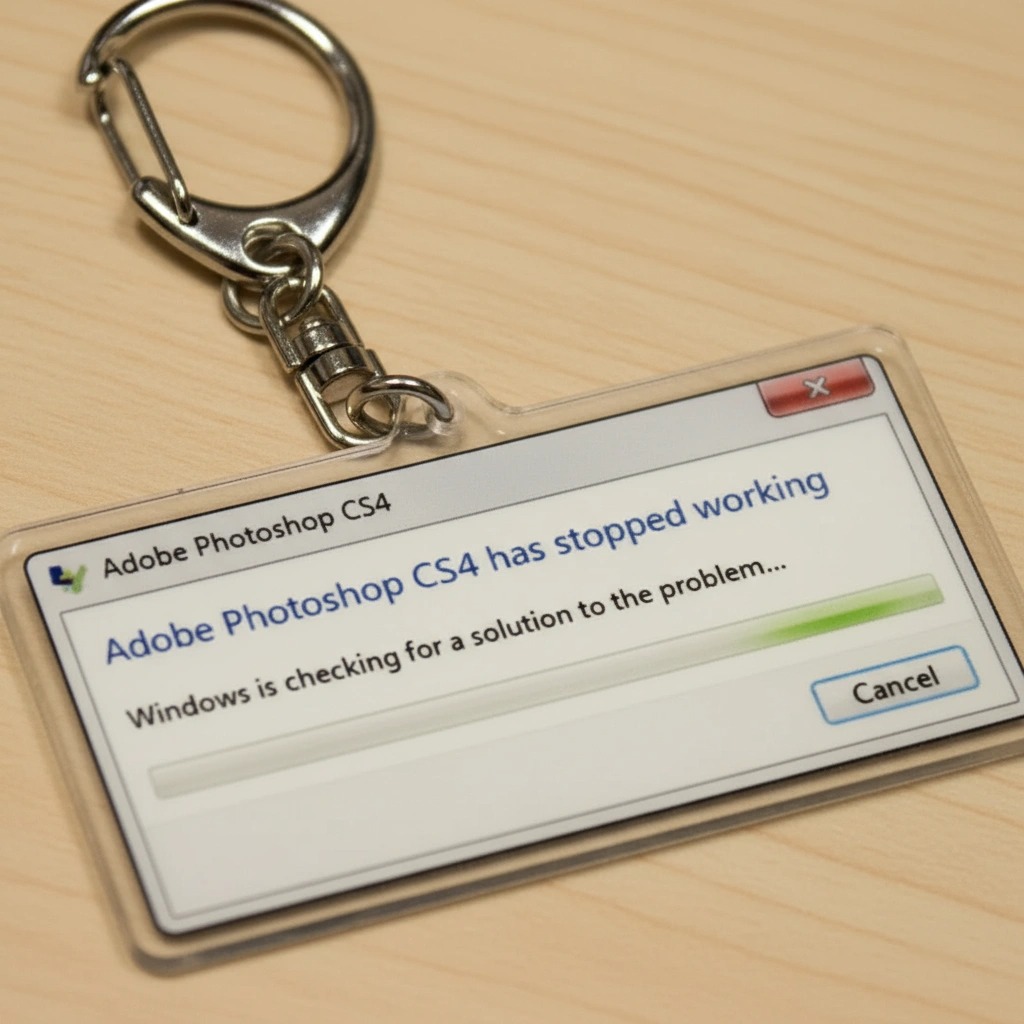 Adobe Photoshop CS4
Adobe Photoshop CS4 has stopped working
Windows is checking for a solution to the problem...
Cancel